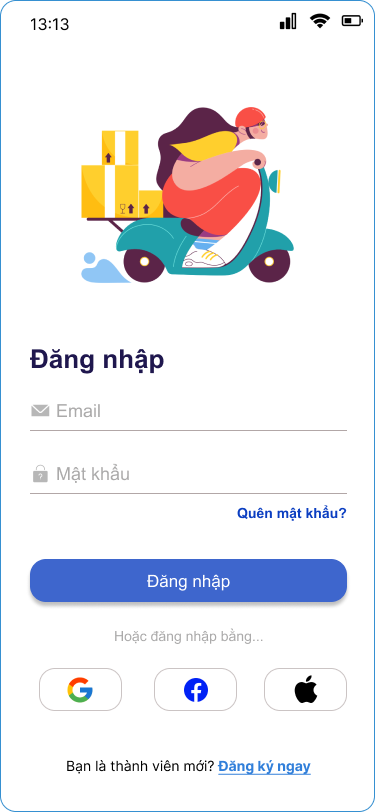 13:13
Đăng nhập
Email
Mật khẩu
Quên mật khẩu?
Đăng nhập
Hoặc đăng nhập bằng...
Bạn là thành viên mới? Đăng ký ngay